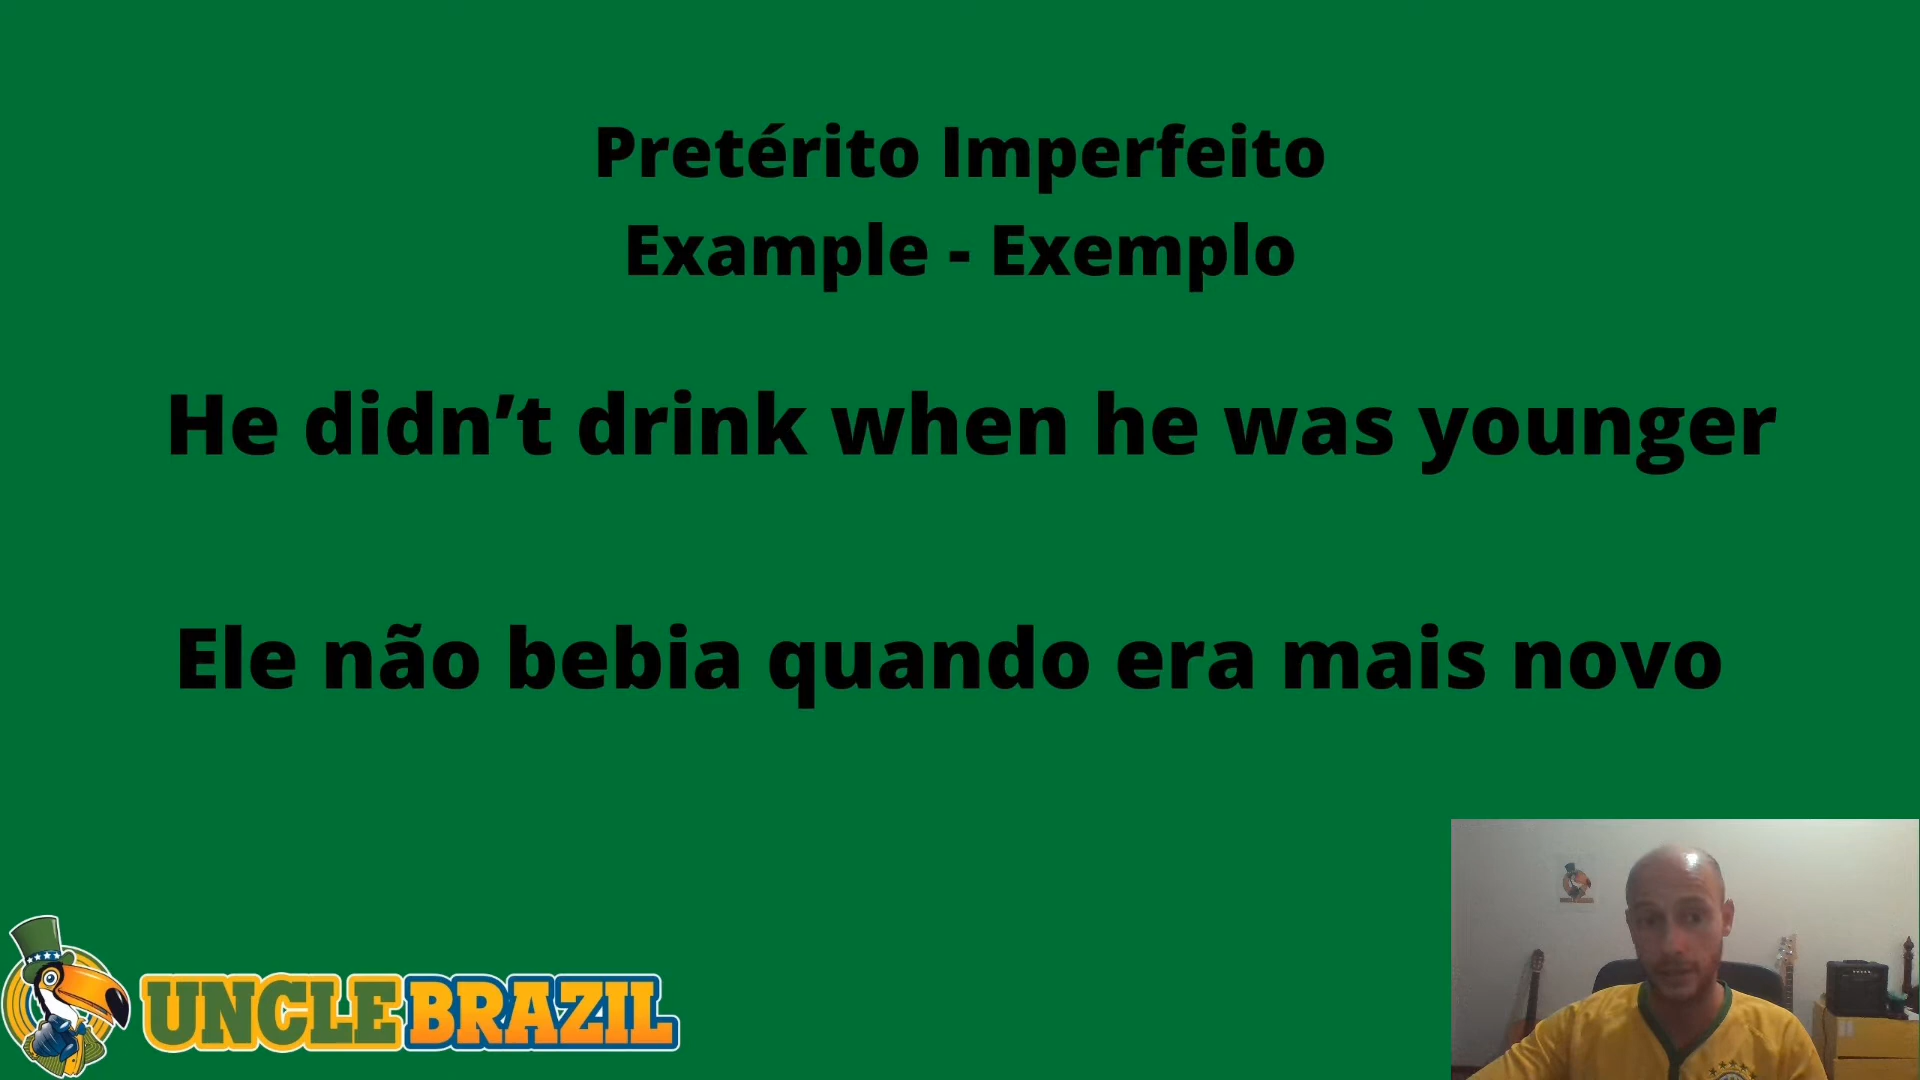 Pretérito Imperfeito
Example - Exemplo
He didn’t drink when he was younger
Ele não bebia quando era mais novo
UNCLE BRAZIL